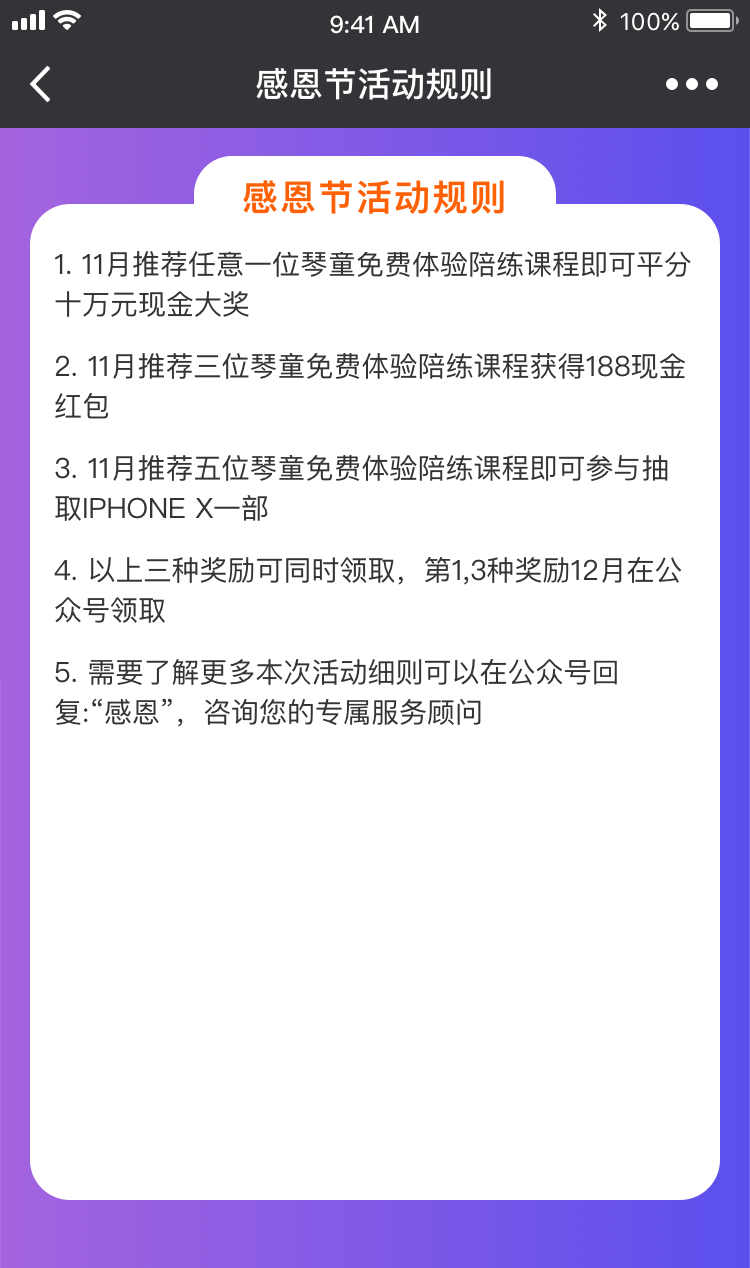 9:41 AM
100%
感恩节活动规则
感恩节活动规则
1. 11月推荐任意一位琴童免费体验陪练课程即可平分
十万元现金大奖
2. 11月推荐三位琴童免费体验陪练课程获得188现金
红包
3. 11月推荐五位琴童免费体验陪练课程即可参与抽
取IPHONE X一部
4. 以上三种奖励可同时领取，第1,3种奖励12月在公
众号领取
5. 需要了解更多本次活动细则可以在公众号回
复:“感恩”，咨询您的专属服务顾问